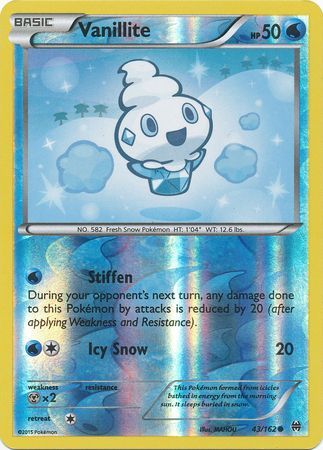 BASIC
Vanillite
HP50
NO. 582 Fresh Snow Pokémon HT: 1'04" WT: 12.6 lbs.
Stiffen
During your opponent's next turn, any damage done
to this Pokémon by attacks is reduced by 20 (after
applying Weakness and Resistance).
Icy Snow 20
weakness resistance
×2
retreat
This Pokémon formed from icicles
bathed in energy from the morning
sun. It sleeps buried in snow.
©2015 Pokémon
Illus. MAHOU
43/162